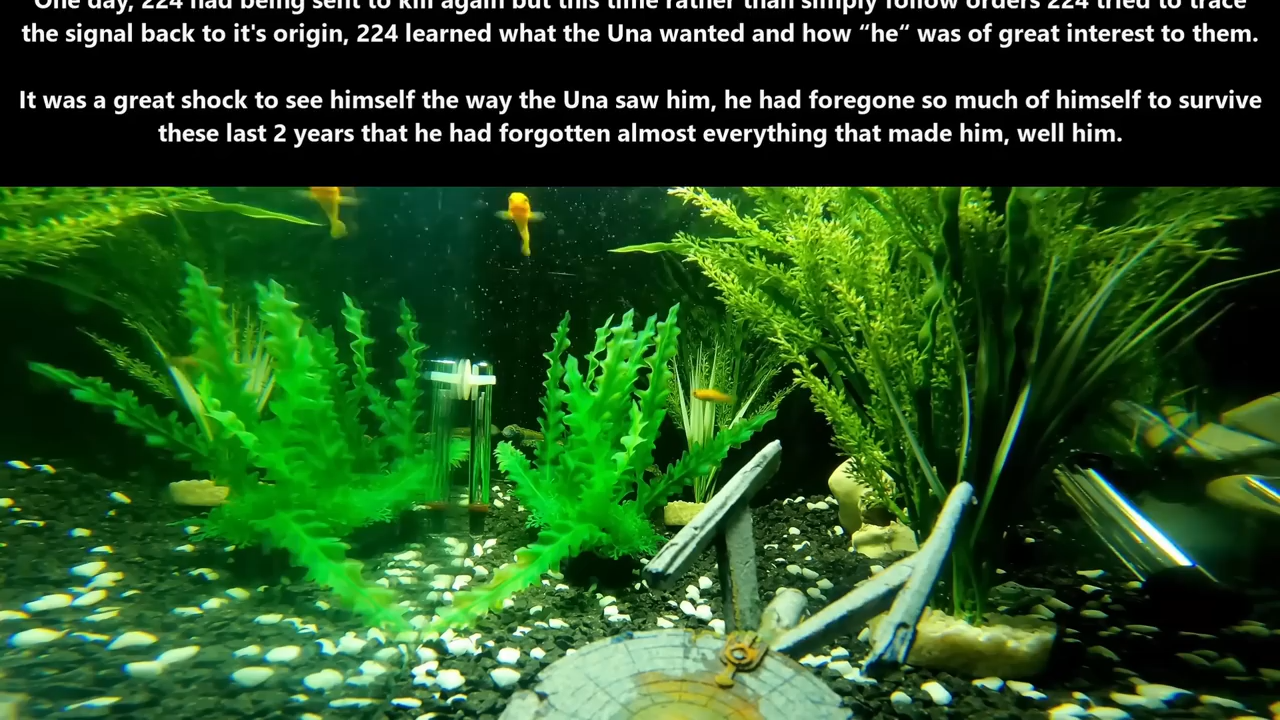 One day, 224 had being sent to kill again but this time rather than simply follow orders 224 tried to trace
the signal back to it's origin, 224 learned what the Una wanted and how “he“ was of great interest to them.
It was a great shock to see himself the way the Una saw him, he had foregone so much of himself to survive
these last 2 years that he had forgotten almost everything that made him, well him.